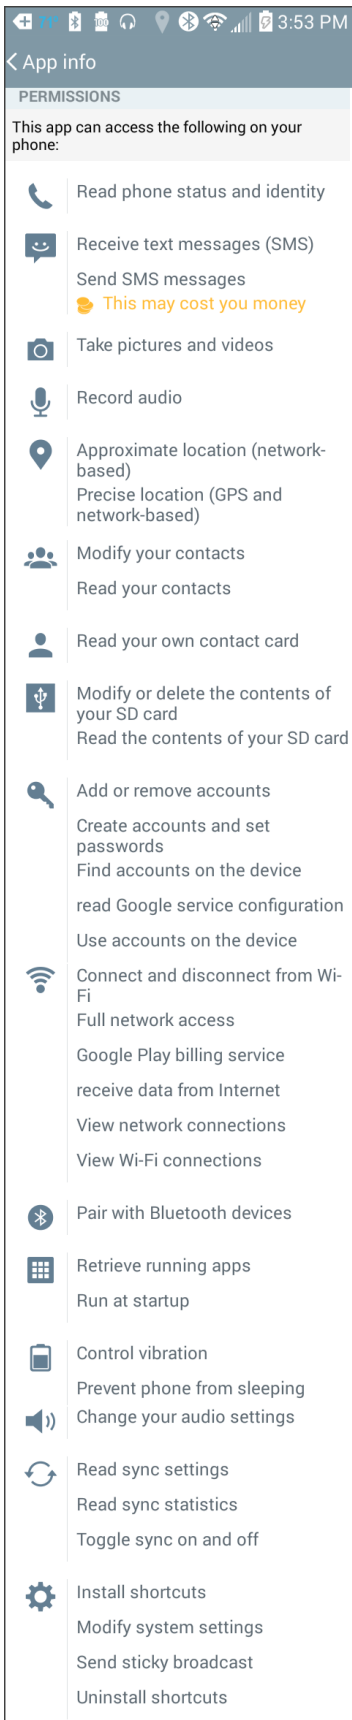 3:53 PM
App info
PERMISSIONS
This app can access the following on your
phone:
Read phone status and identity
Receive text messages (SMS)
Send SMS messages
This may cost you money
Take pictures and videos
Record audio
Approximate location (network-
based)
Precise location (GPS and
network-based)
Modify your contacts
Read your contacts
Read your own contact card
Modify or delete the contents of
your SD card
Read the contents of your SD card
Add or remove accounts
Create accounts and set
passwords
Find accounts on the device
read Google service configuration
Use accounts on the device
Connect and disconnect from Wi-
Fi
Full network access
Google Play billing service
receive data from Internet
View network connections
View Wi-Fi connections
Pair with Bluetooth devices
Retrieve running apps
Run at startup
Control vibration
Prevent phone from sleeping
Change your audio settings
Read sync settings
Read sync statistics
Toggle sync on and off
Install shortcuts
Modify system settings
Send sticky broadcast
Uninstall shortcuts